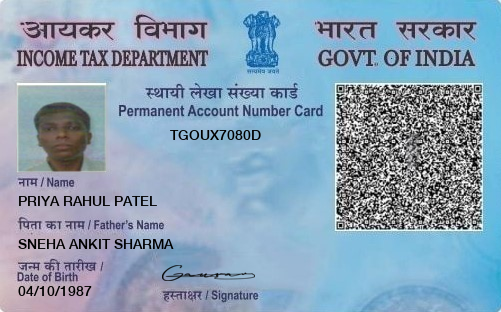 आयकर विभाग
INCOME TAX DEPARTMENT
भारत सरकार
GOVT. OF INDIA
सत्यमेव जयते
स्थायी लेखा संख्या कार्ड
Permanent Account Number Card
TGOUX7080D
नाम / Name
PRIYA RAHUL PATEL
पिता का नाम / Father's Name
SNEHA ANKIT SHARMA
जन्म की तारीख /
Date of Birth
04/10/1987
हस्ताक्षर / Signature